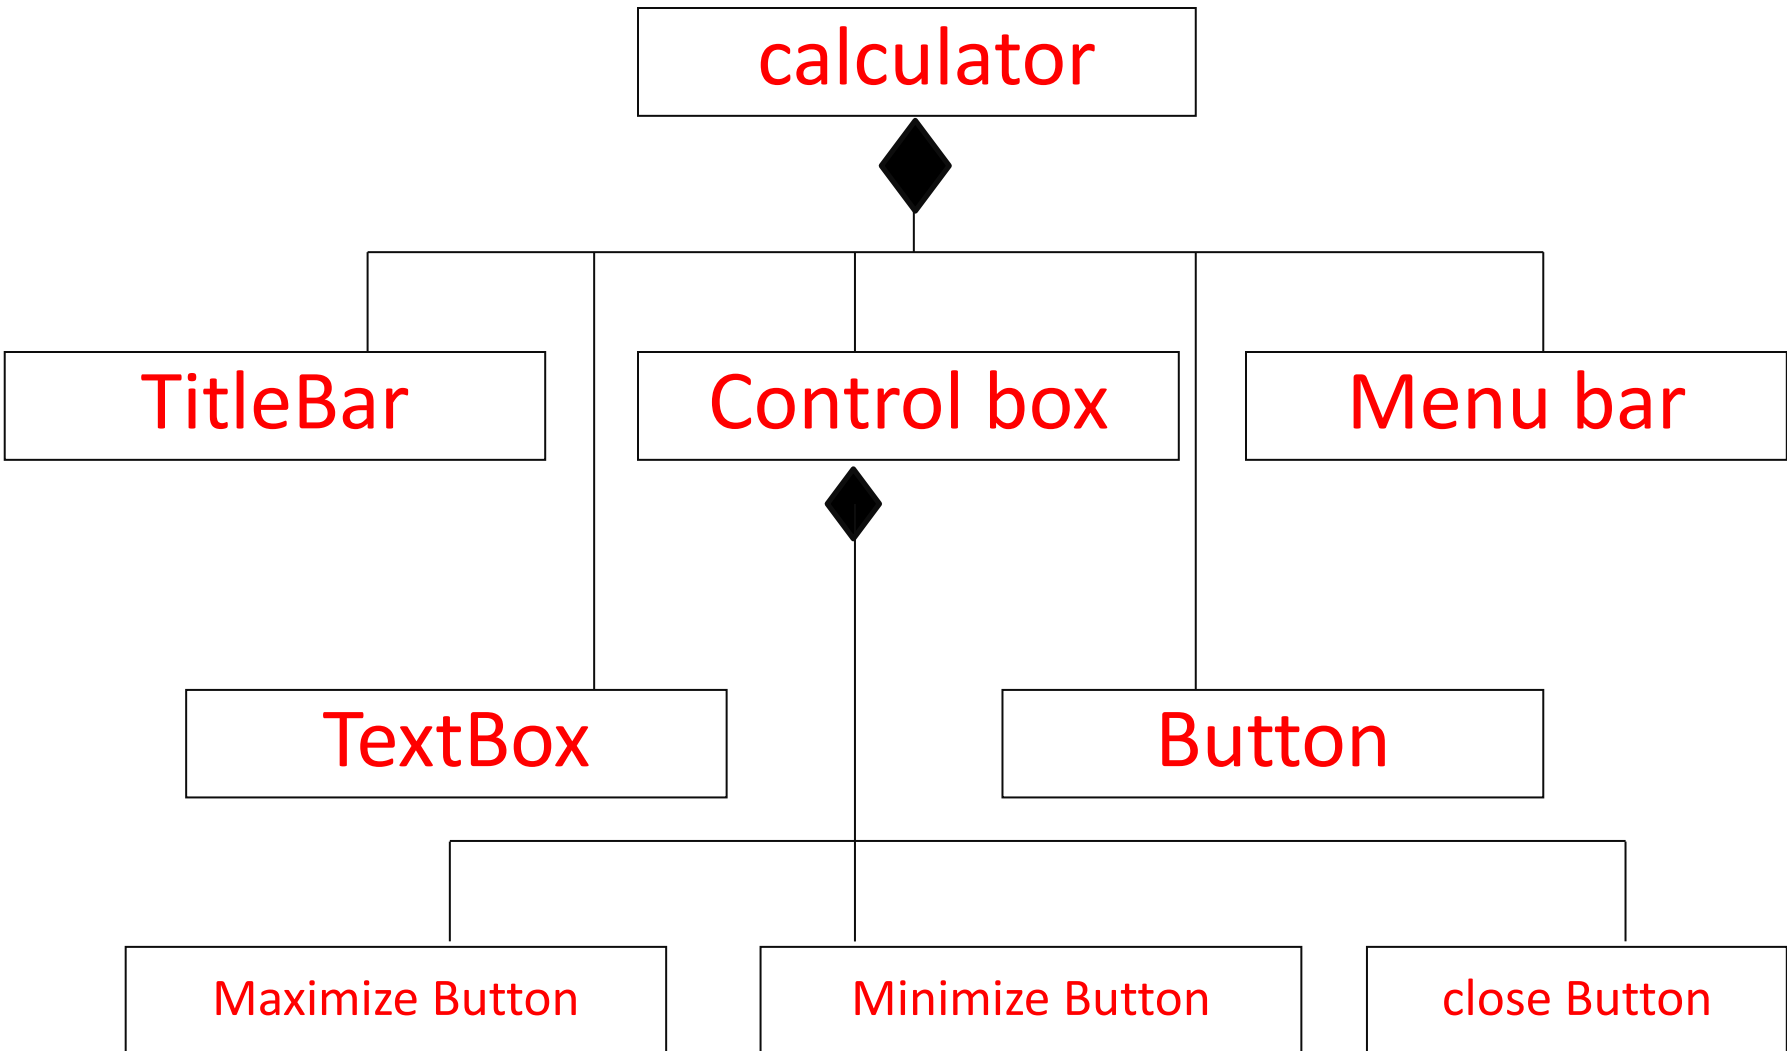 calculator
TitleBar
Control box
Menu bar
TextBox
Button
Maximize Button
Minimize Button
close Button